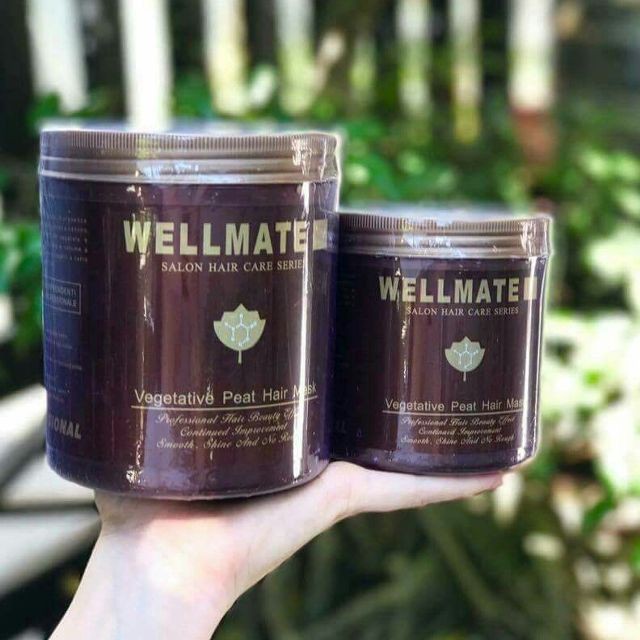 WELLMATE
SALON HAIR CARE SERIES
Vegetative Peat Hair Mask
Professional Hair Beauty Effect
Continued Improvement
Smooth, Shine And No Rough
WELLMATE
SALON HAIR CARE SERIES
Vegetative Peat Hair Mask
Professional Hair Beauty Effect
Continued Improvement
Smooth, Shine And No Rough